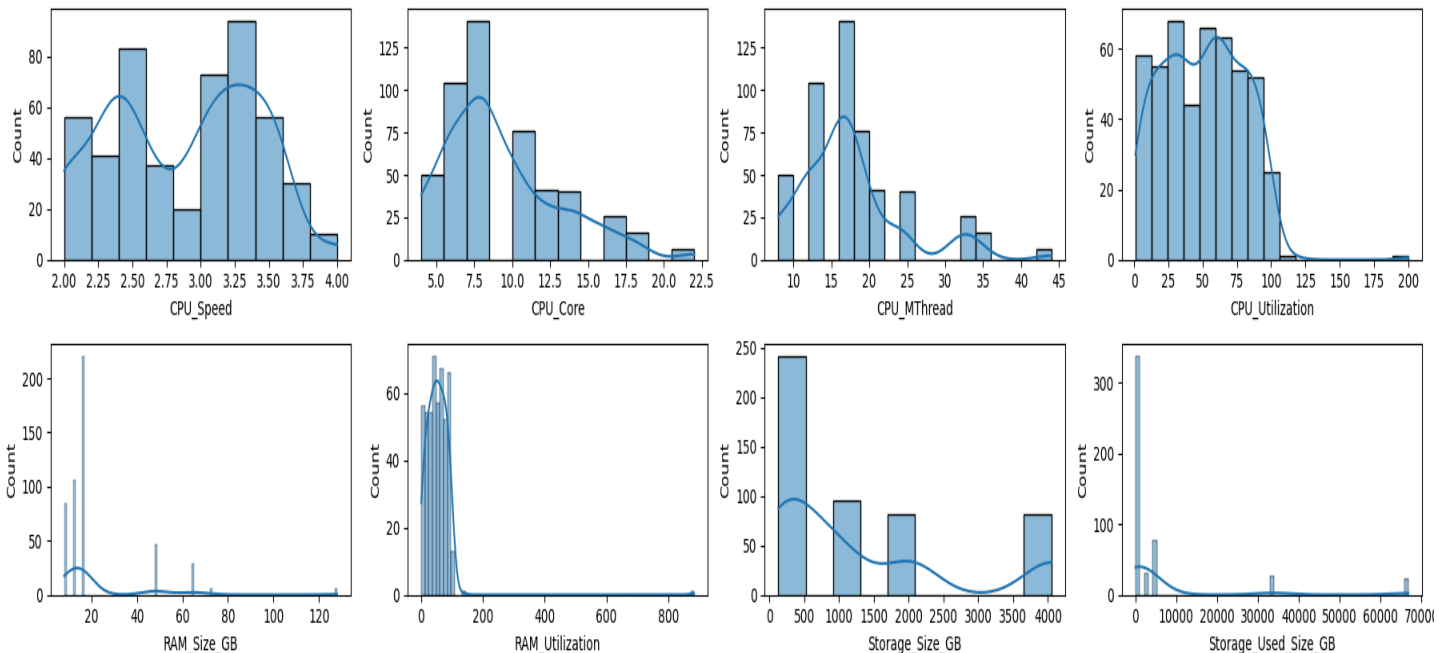 Count
80
60
40
20
0
2.00 2.25 2.50 2.75 3.00 3.25 3.50 3.75 4.00
CPU_Speed
Count
125
100
75
50
25
0
5.0 7.5 10.0 12.5 15.0 17.5 20.0 22.5
CPU_Core
Count
125
100
75
50
25
0
10 15 20 25 30 35 40 45
CPU_MThread
Count
60
40
20
0
0 25 50 75 100 125 150 175 200
CPU_Utilization
Count
200
150
100
50
0
20 40 60 80 100 120
RAM_Size_GB
Count
60
40
20
0
0 200 400 600 800
RAM_Utilization
Count
250
200
150
100
50
0
0 500 1000 1500 2000 2500 3000 3500 4000
Storage_Size_GB
Count
300
200
100
0
0 10000 20000 30000 40000 50000 60000 70000
Storage_Used_Size_GB